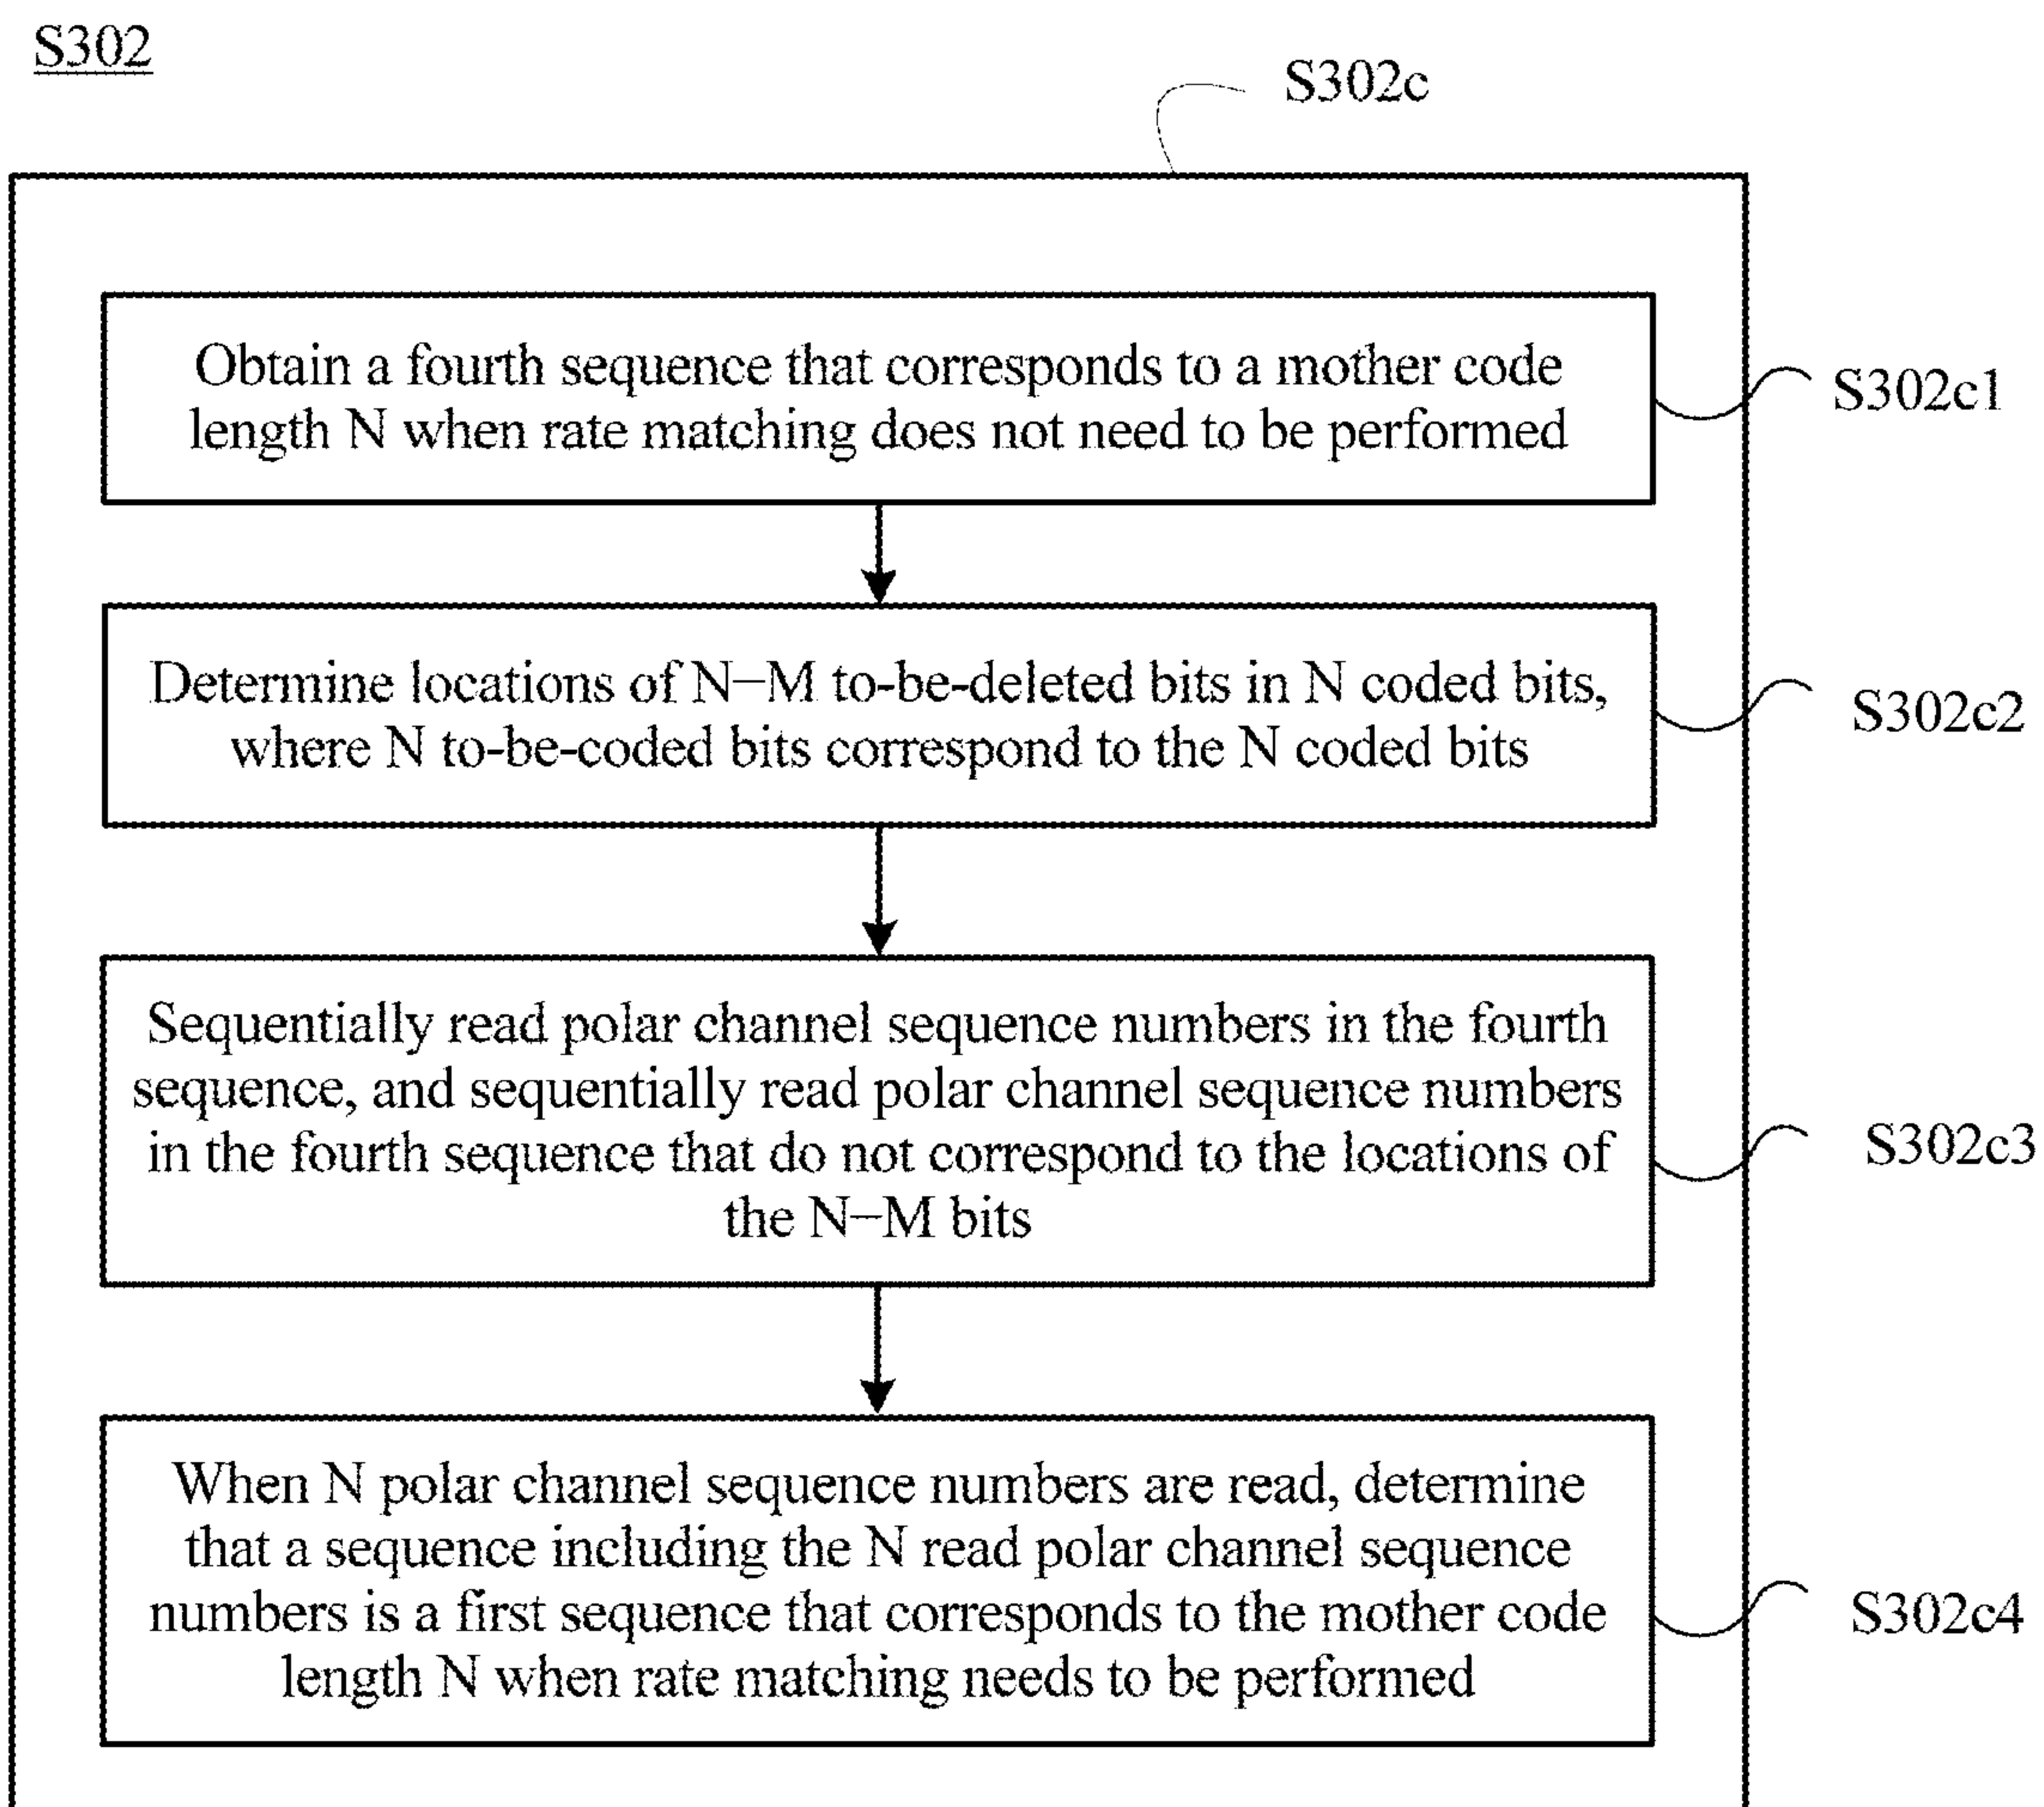 S302
S302c
Obtain a fourth sequence that corresponds to a mother code
length N when rate matching does not need to be performed
S302c1
Determine locations of N−M to-be-deleted bits in N coded bits,
where N to-be-coded bits correspond to the N coded bits
S302c2
Sequentially read polar channel sequence numbers in the fourth
sequence, and sequentially read polar channel sequence numbers
in the fourth sequence that do not correspond to the locations of
the N−M bits
S302c3
When N polar channel sequence numbers are read, determine
that a sequence including the N read polar channel sequence
numbers is a first sequence that corresponds to the mother code
length N when rate matching needs to be performed
S302c4